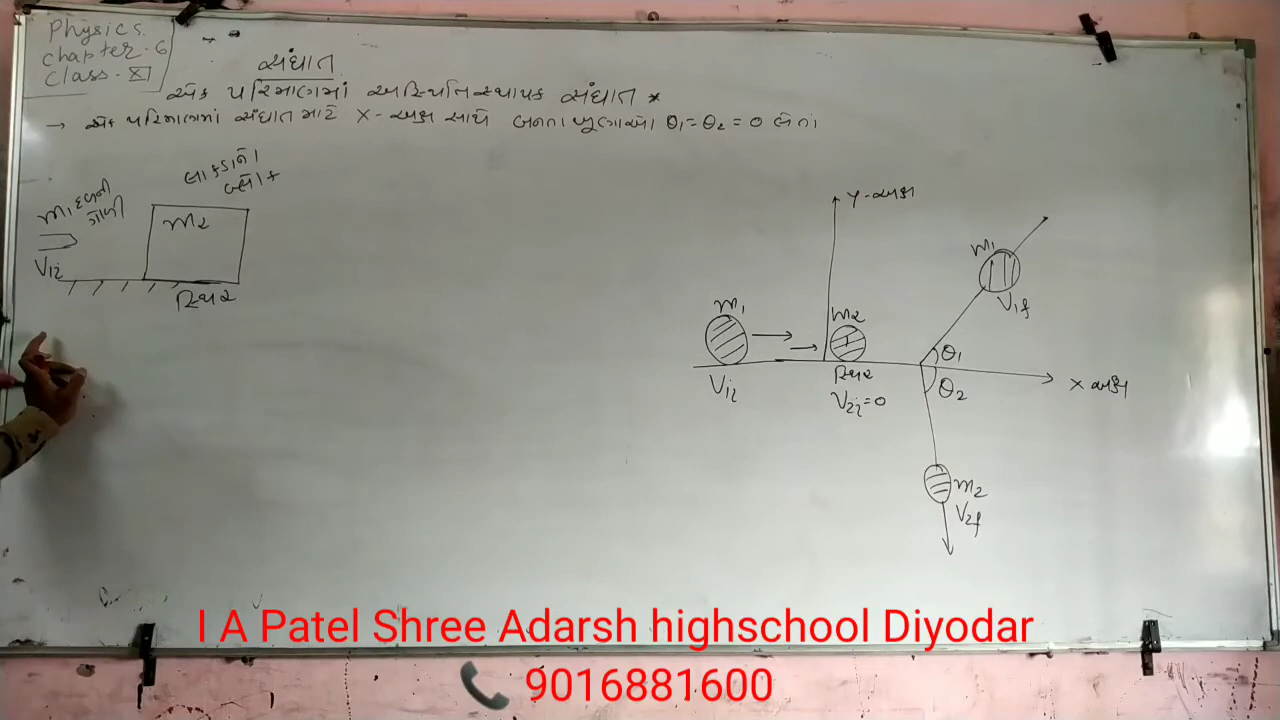 Physics.
chapter-6
class-XI
સંઘાત
એક પરિમાણમાં અસ્થિતિસ્થાપક સંઘાત *
→ એક પરિમાણમાં સંઘાત માટે X-અક્ષ સાથે બનતા ખુણાઓ θ₁=θ₂=0 લેતા
લાકડાનો
બ્લોક
m₁
ગોળી
V₁i
m₂
સ્થિર
Y-અક્ષ
m₁
V₁f
m₁
V₁i
m₂
સ્થિર
V₂i=0
θ₁
θ₂
X અક્ષ
m₂
V₂f
I A Patel Shree Adarsh highschool Diyodar
9016881600